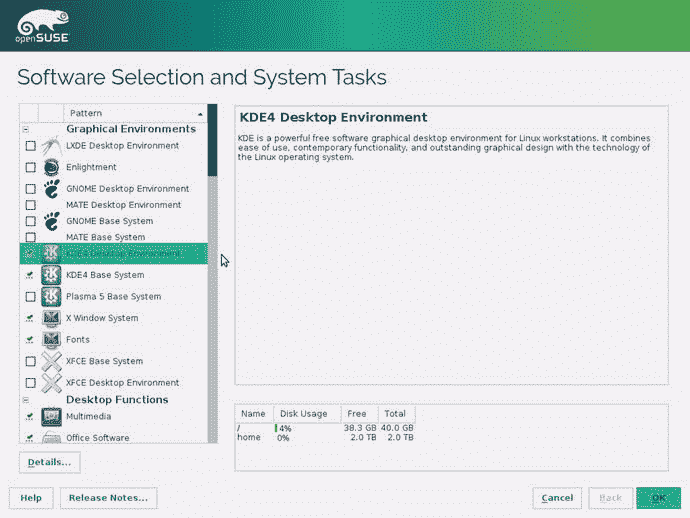 openSUSE
Software Selection and System Tasks
Pattern
Graphical Environments
LXDE Desktop Environment
Enlightment
GNOME Desktop Environment
MATE Desktop Environment
GNOME Base System
MATE Base System
KDE4 Desktop Environment
KDE4 Base System
Plasma 5 Base System
X Window System
Fonts
XFCE Base System
XFCE Desktop Environment
Desktop Functions
Multimedia
Office Software
Details...
KDE4 Desktop Environment
KDE is a powerful free software graphical desktop environment for Linux workstations. It combines
ease of use, contemporary functionality, and outstanding graphical design with the technology of
the Linux operating system.
Name Disk Usage Free Total
/ 4% 38.3 GB 40.0 GB
home 0% 2.0 TB 2.0 TB
Help Release Notes... Cancel Back OK